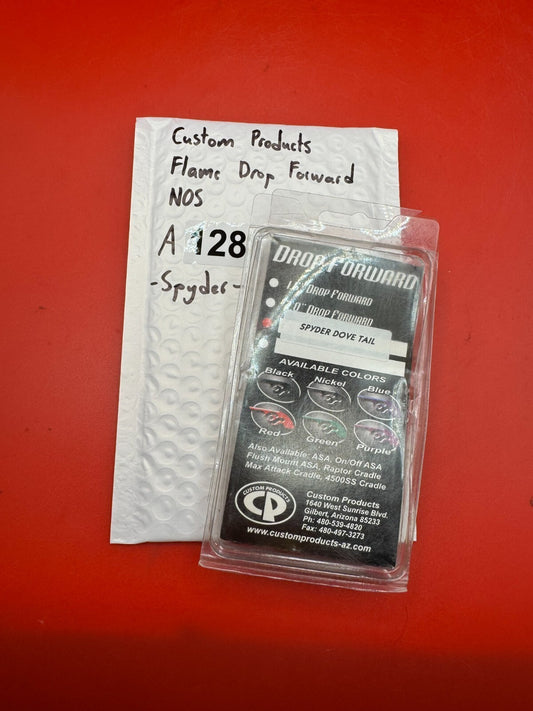 Custom Products
Flame Drop Forward
NOS
A 128
-Spyder-
DROP FORWARD
DROP FORWARD
DROP FORWARD
SPYDER DOVE TAIL
AVAILABLE COLORS
Black Nickel Blue
Red Green Purple
Also Available: ASA, On/Off ASA
Flush Mount ASA, Raptor Cradle
Max Attack Cradle, 4500SS Cradle
CUSTOM PRODUCTS
CP
Custom Products
1640 West Sunrise Blvd.
Gilbert, Arizona 85233
Ph: 480-539-4820
Fax: 480-497-3273
www.customproducts-az.com